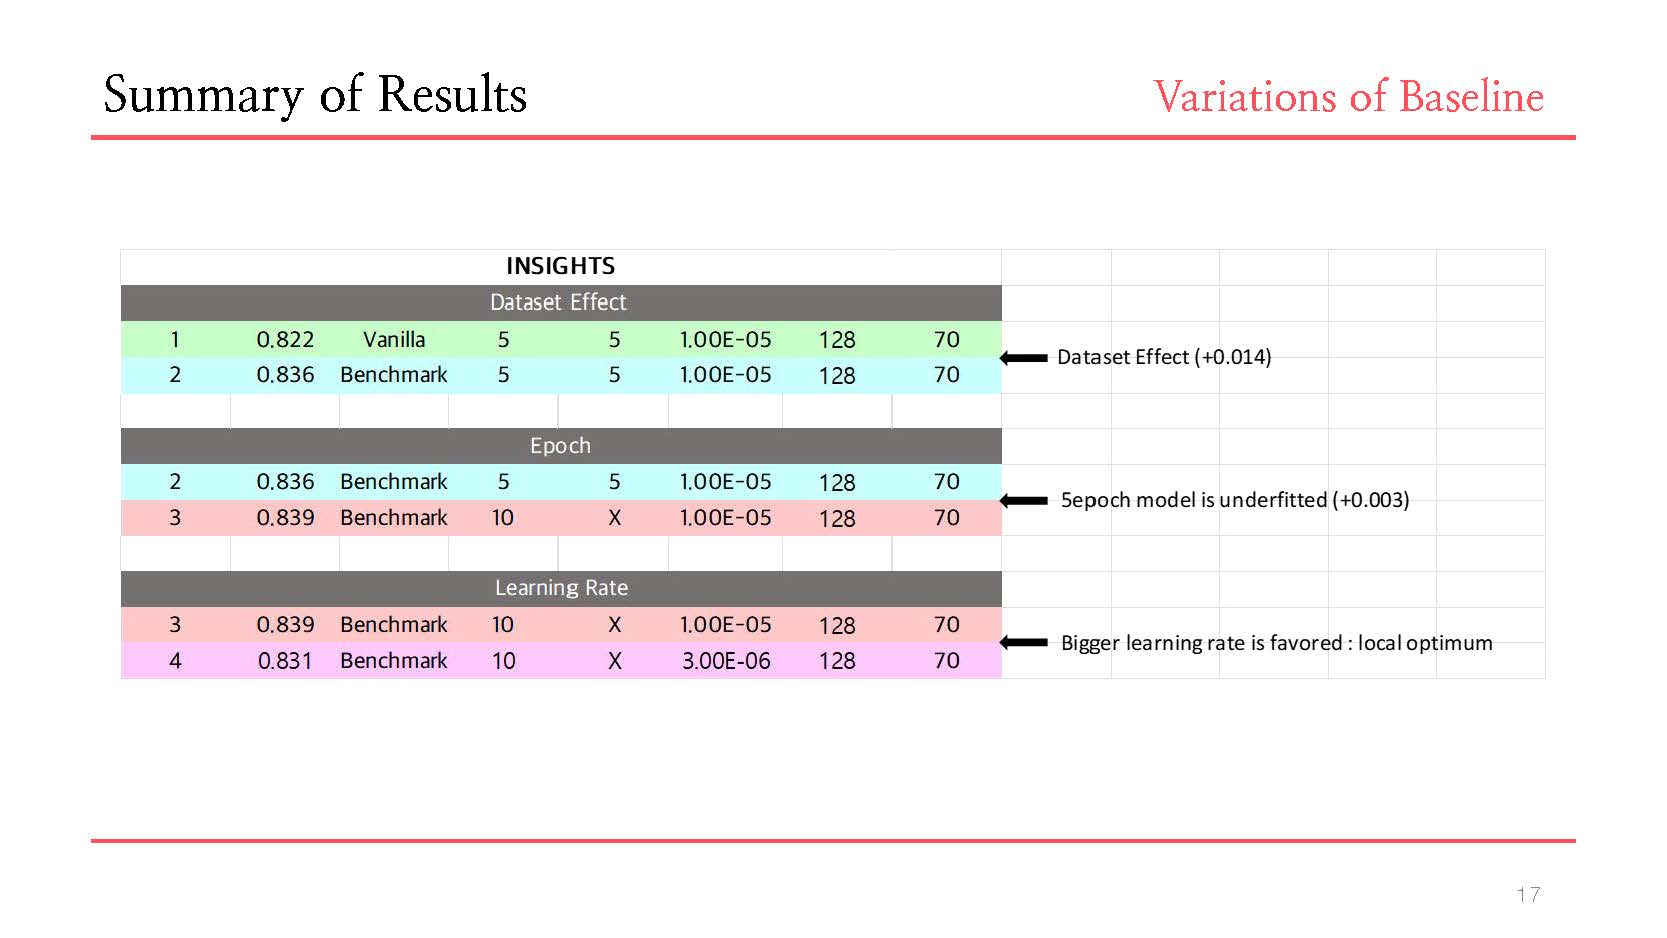 Summary of Results
Variations of Baseline
INSIGHTS
Dataset Effect
1 0.822 Vanilla 5 5 1.00E-05 128 70
Dataset Effect (+0.014)
2 0.836 Benchmark 5 5 1.00E-05 128 70
Epoch
2 0.836 Benchmark 5 5 1.00E-05 128 70
5epoch model is underfitted (+0.003)
3 0.839 Benchmark 10 X 1.00E-05 128 70
Learning Rate
3 0.839 Benchmark 10 X 1.00E-05 128 70
Bigger learning rate is favored : local optimum
4 0.831 Benchmark 10 X 3.00E-06 128 70
17